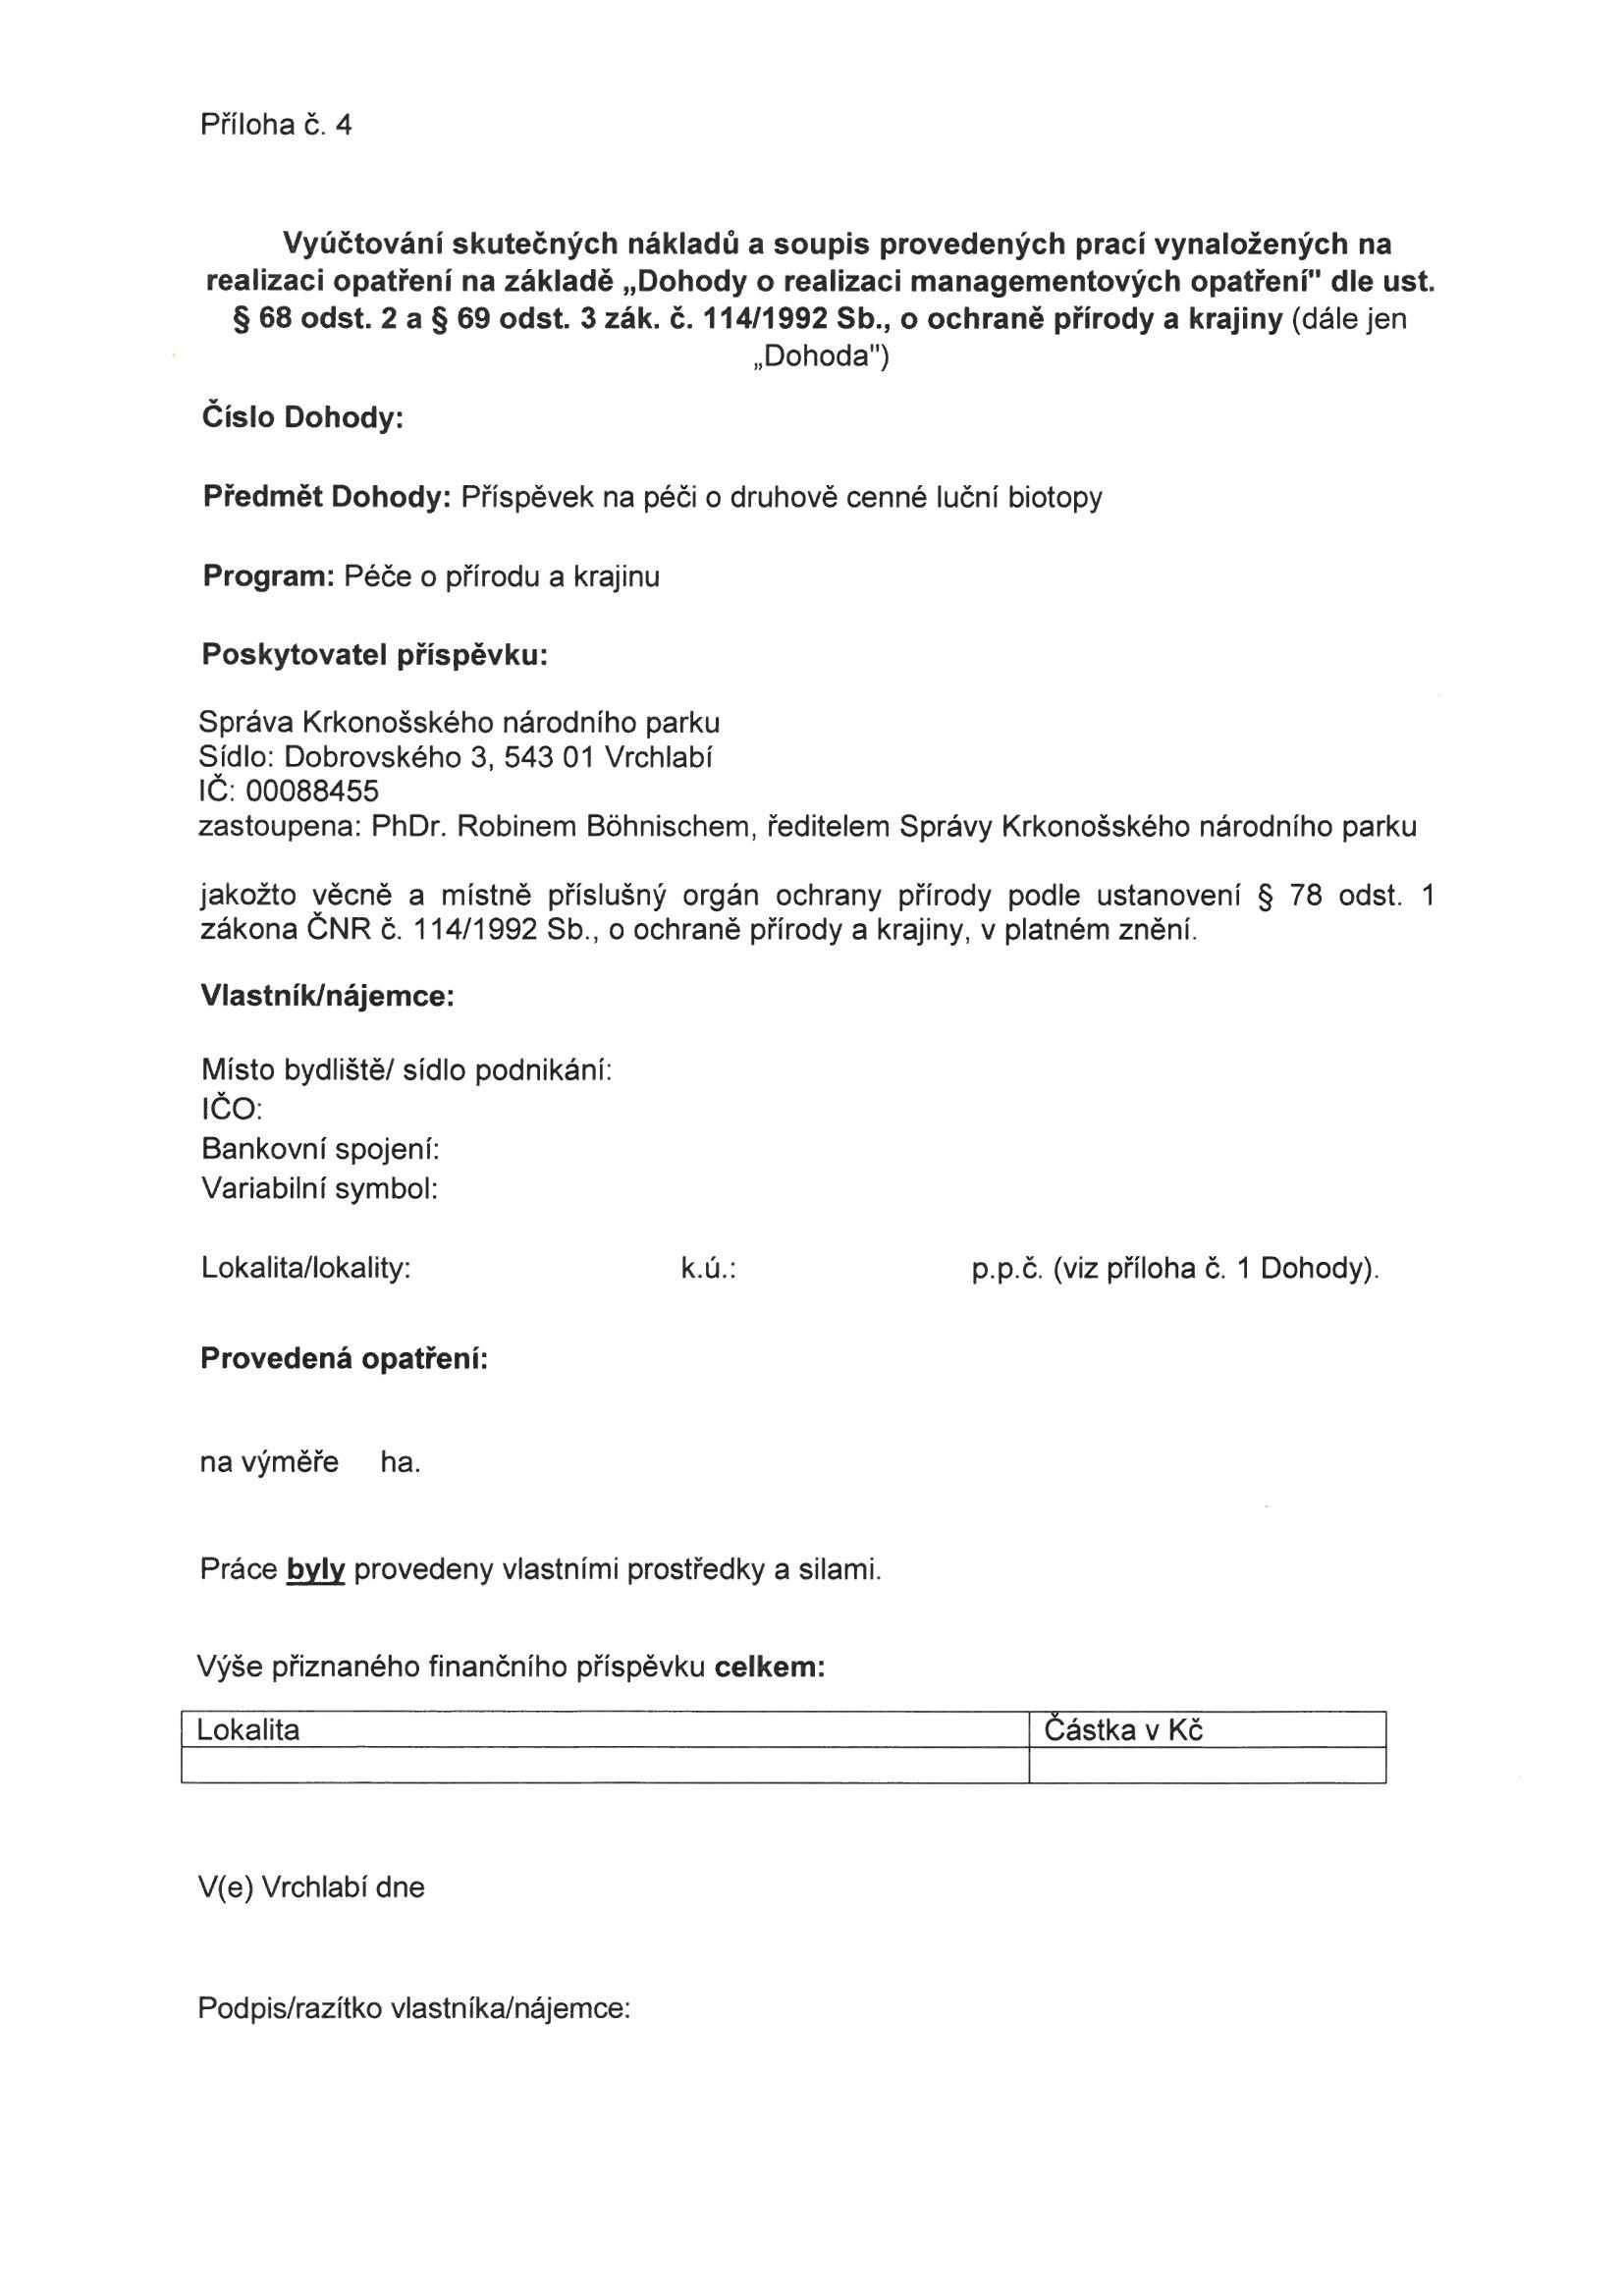 Příloha č. 4
Vyúčtování skutečných nákladů a soupis provedených prací vynaložených na
realizaci opatření na základě „Dohody o realizaci managementových opatření" dle ust.
§ 68 odst. 2 a § 69 odst. 3 zák. č. 114/1992 Sb., o ochraně přírody a krajiny (dále jen
„Dohoda")
Číslo Dohody:
Předmět Dohody: Příspěvek na péči o druhově cenné luční biotopy
Program: Péče o přírodu a krajinu
Poskytovatel příspěvku:
Správa Krkonošského národního parku
Sídlo: Dobrovského 3, 543 01 Vrchlabí
IČ: 00088455
zastoupena: PhDr. Robinem Böhnischem, ředitelem Správy Krkonošského národního parku
jakožto věcně a místně příslušný orgán ochrany přírody podle ustanovení § 78 odst. 1
zákona ČNR č. 114/1992 Sb., o ochraně přírody a krajiny, v platném znění.
Vlastník/nájemce:
Místo bydliště/ sídlo podnikání:
IČO:
Bankovní spojení:
Variabilní symbol:
Lokalita/lokality: k.ú.: p.p.č. (viz příloha č. 1 Dohody).
Provedená opatření:
na výměře ha.
Práce byly provedeny vlastními prostředky a silami.
Výše přiznaného finančního příspěvku celkem:
Lokalita Částka v Kč
V(e) Vrchlabí dne
Podpis/razítko vlastníka/nájemce: